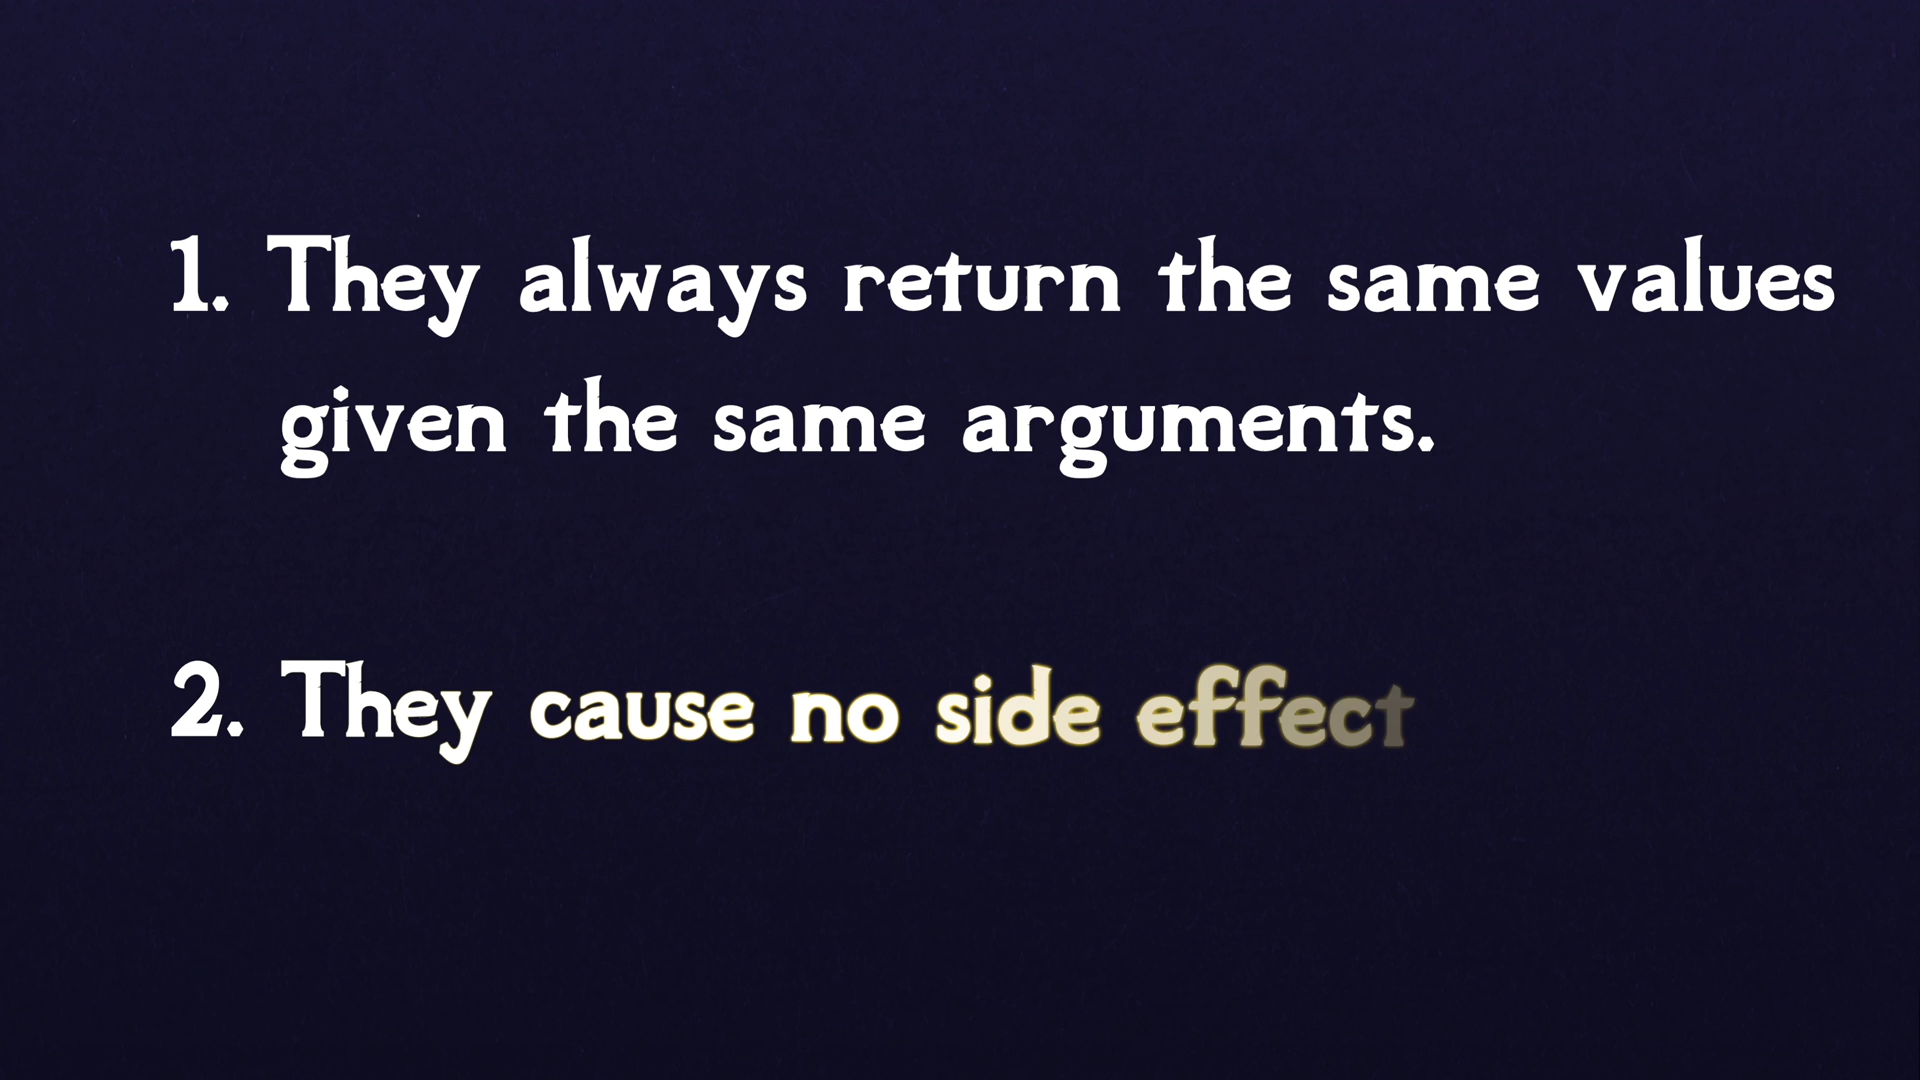 1. They always return the same values
given the same arguments.
2. They cause no side effect